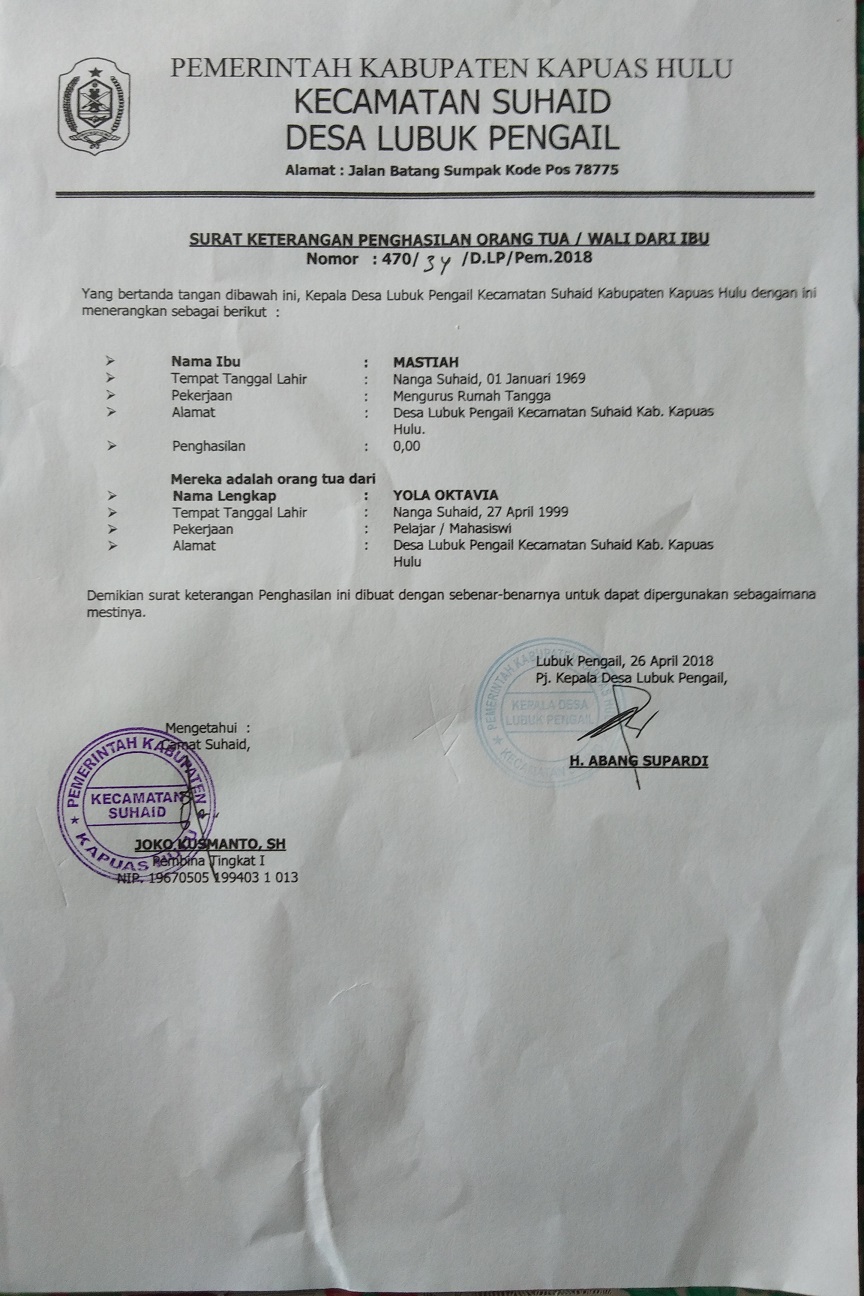 PEMERINTAH KABUPATEN KAPUAS HULU
KECAMATAN SUHAID
DESA LUBUK PENGAIL
Alamat : Jalan Batang Sumpak Kode Pos 78775
SURAT KETERANGAN PENGHASILAN ORANG TUA / WALI DARI IBU
Nomor : 470/ 34 /D.LP/Pem.2018
Yang bertanda tangan dibawah ini, Kepala Desa Lubuk Pengail Kecamatan Suhaid Kabupaten Kapuas Hulu dengan ini
menerangkan sebagai berikut :
➢ Nama Ibu : MASTIAH
➢ Tempat Tanggal Lahir : Nanga Suhaid, 01 Januari 1969
➢ Pekerjaan : Mengurus Rumah Tangga
➢ Alamat : Desa Lubuk Pengail Kecamatan Suhaid Kab. Kapuas
Hulu.
➢ Penghasilan : 0,00
Mereka adalah orang tua dari
➢ Nama Lengkap : YOLA OKTAVIA
➢ Tempat Tanggal Lahir : Nanga Suhaid, 27 April 1999
➢ Pekerjaan : Pelajar / Mahasiswi
➢ Alamat : Desa Lubuk Pengail Kecamatan Suhaid Kab. Kapuas
Hulu
Demikian surat keterangan Penghasilan ini dibuat dengan sebenar-benarnya untuk dapat dipergunakan sebagaimana
mestinya.
Lubuk Pengail, 26 April 2018
Pj. Kepala Desa Lubuk Pengail,
PEMERINTAH KABUPATEN
KEPALA DESA
LUBUK PENGAIL
H. ABANG SUPARDI
Mengetahui :
Camat Suhaid,
PEMERINTAH KABUPATEN
KECAMATAN
SUHAID
KAPUAS HULU
JOKO KUSMANTO, SH
Pembina Tingkat I
NIP. 19670505 199403 1 013